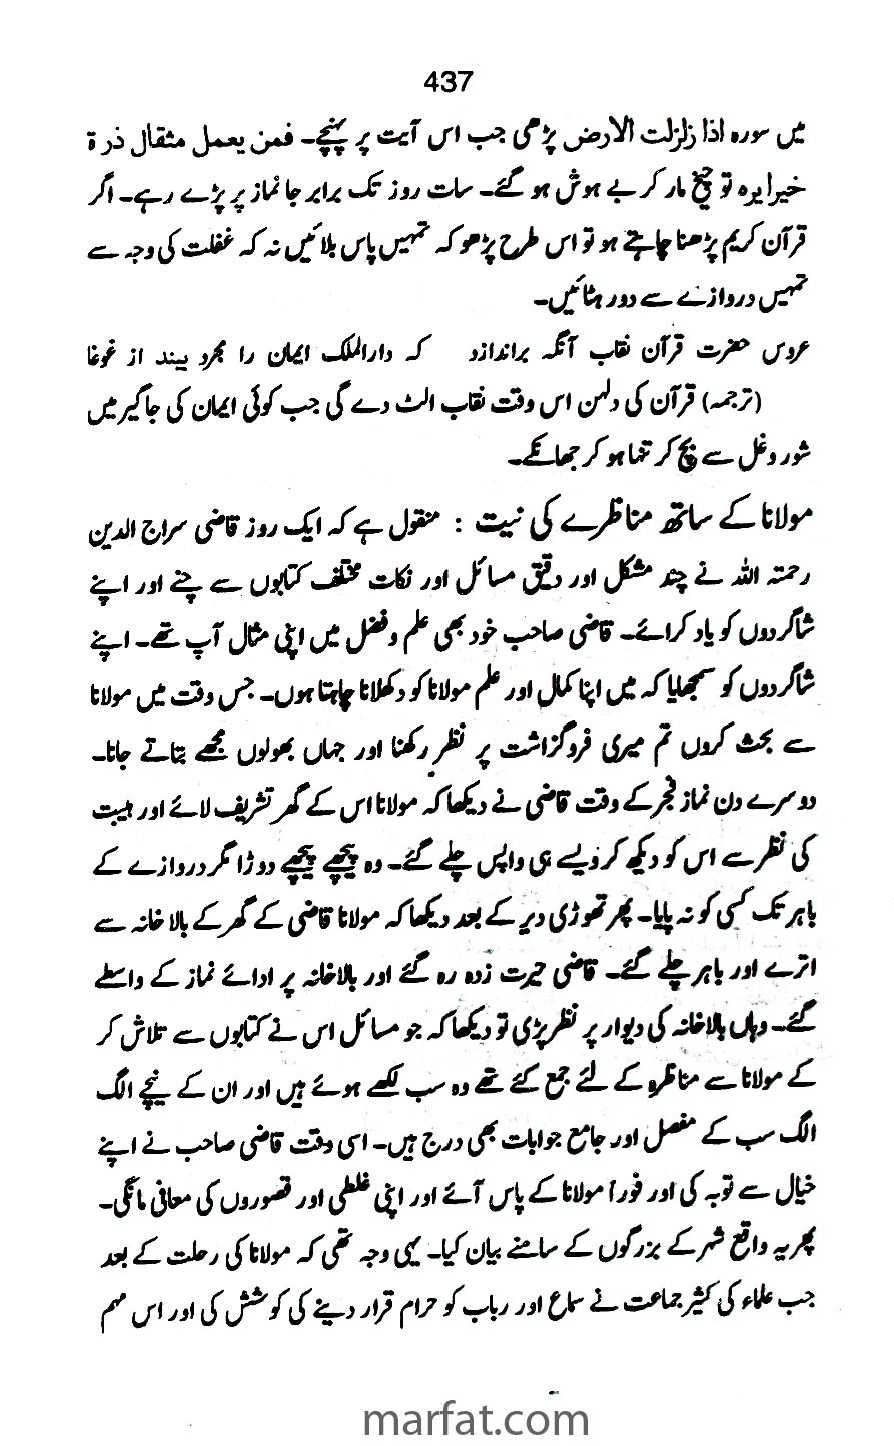 437
میں سورہ اذا زلزلت الارض پڑھی جب اس آیت پر پہنچے۔ فمن یعمل مثقال ذرۃ
خیرا یرہ تو چیخ مار کر بے ہوش ہو گئے۔ سات روز تک برابر جا نماز پر پڑے رہے۔ اگر
قرآن کریم پڑھنا چاہتے ہو تو اس طرح پڑھو کہ تمہیں پاس بلائیں نہ کہ غفلت کی وجہ سے
تمہیں دروازے سے دور ہٹائیں۔
عروس حضرت قرآن نقاب آنگہ براندازد کہ دارالملک ایمان را مجرد بیند از غوغا
(ترجمہ) قرآن کی دلہن اس وقت نقاب الٹ دے گی جب کوئی ایمان کی جاگیر میں
شور و غل سے بچ کر تنہا ہو کر جھانکے۔
مولانا کے ساتھ مناظرے کی نیت : منقول ہے کہ ایک روز قاضی سراج الدین
رحمتہ اللہ نے چند مشکل اور دقیق مسائل اور نکات مختلف کتابوں سے چنے اور اپنے
شاگردوں کو یاد کرائے۔ قاضی صاحب خود بھی علم و فضل میں اپنی مثال آپ تھے۔ اپنے
شاگردوں کو سمجھایا کہ میں اپنا کمال اور علم مولانا کو دکھلانا چاہتا ہوں۔ جس وقت میں مولانا
سے بحث کروں تم میری فروگزاشت پر نظر رکھنا اور جہاں بھولوں مجھے بتاتے جانا۔
دوسرے دن نماز فجر کے وقت قاضی نے دیکھا کہ مولانا اس کے گھر تشریف لائے اور ہیبت
کی نظر سے اس کو دیکھ کر ویسے ہی واپس چلے گئے۔ وہ پیچھے پیچھے دوڑا مگر دروازے کے
باہر تک کسی کو نہ پایا۔ پھر تھوڑی دیر کے بعد دیکھا کہ مولانا قاضی کے گھر کے بالا خانہ سے
اترے اور باہر چلے گئے۔ قاضی حیرت زدہ رہ گئے اور بالاخانہ پر ادائے نماز کے واسطے
گئے۔ وہاں بالاخانہ کی دیوار پر نظر پڑی تو دیکھا کہ جو مسائل اس نے کتابوں سے تلاش کر
کے مولانا سے مناظرہ کے لئے جمع کئے تھے وہ سب لکھے ہوئے ہیں اور ان کے نیچے الگ
الگ سب کے مفصل اور جامع جوابات بھی درج ہیں۔ اسی وقت قاضی صاحب نے اپنے
خیال سے توبہ کی اور فوراً مولانا کے پاس آئے اور اپنی غلطی اور قصوروں کی معافی مانگی۔
پھر یہ واقع شہر کے بزرگوں کے سامنے بیان کیا۔ یہی وجہ تھی کہ مولانا کی رحلت کے بعد
جب علماء کی کثیر جماعت نے سماع اور رباب کو حرام قرار دینے کی کوشش کی اور اس مہم
marfat.com